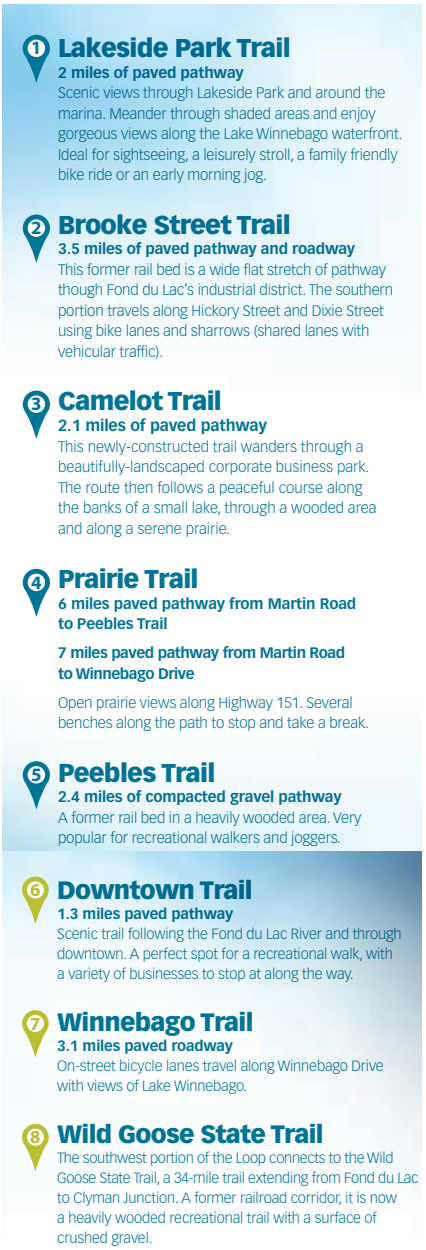 1 Lakeside Park Trail
2 miles of paved pathway
Scenic views through Lakeside Park and around the
marina. Meander through shaded areas and enjoy
gorgeous views along the Lake Winnebago waterfront.
Ideal for sightseeing, a leisurely stroll, a family friendly
bike ride or an early morning jog.
2 Brooke Street Trail
3.5 miles of paved pathway and roadway
This former rail bed is a wide flat stretch of pathway
though Fond du Lac's industrial district. The southern
portion travels along Hickory Street and Dixie Street
using bike lanes and sharrows (shared lanes with
vehicular traffic).
3 Camelot Trail
2.1 miles of paved pathway
This newly-constructed trail wanders through a
beautifully-landscaped corporate business park.
The route then follows a peaceful course along
the banks of a small lake, through a wooded area
and along a serene prairie.
4 Prairie Trail
6 miles paved pathway from Martin Road
to Peebles Trail
7 miles paved pathway from Martin Road
to Winnebago Drive
Open prairie views along Highway 151. Several
benches along the path to stop and take a break.
5 Peebles Trail
2.4 miles of compacted gravel pathway
A former rail bed in a heavily wooded area. Very
popular for recreational walkers and joggers.
6 Downtown Trail
1.3 miles paved pathway
Scenic trail following the Fond du Lac River and through
downtown. A perfect spot for a recreational walk, with
a variety of businesses to stop at along the way.
7 Winnebago Trail
3.1 miles paved roadway
On-street bicycle lanes travel along Winnebago Drive
with views of Lake Winnebago.
8 Wild Goose State Trail
The southwest portion of the Loop connects to the Wild
Goose State Trail, a 34-mile trail extending from Fond du Lac
to Clyman Junction. A former railroad corridor, it is now
a heavily wooded recreational trail with a surface of
crushed gravel.